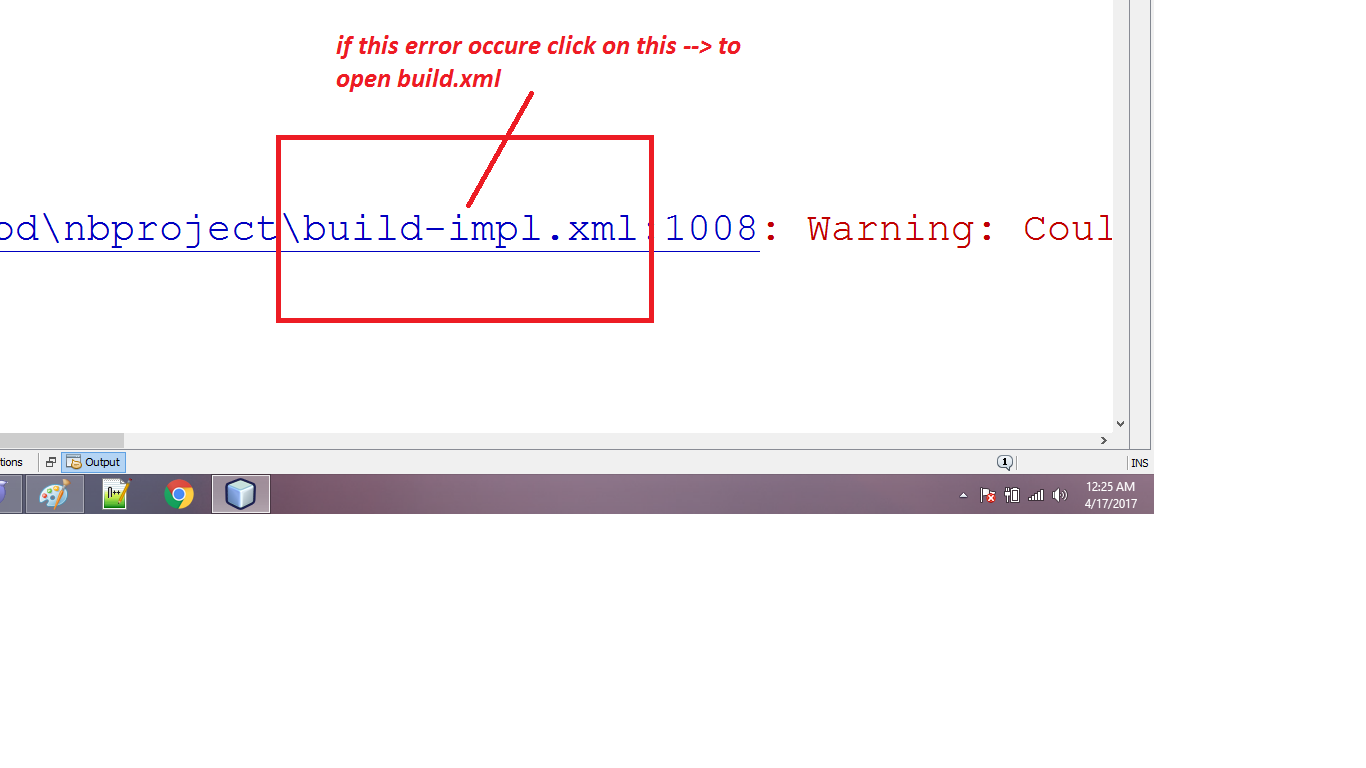 if this error occure click on this --> to
open build.xml
od\nbproject\build-impl.xml:1008: Warning: Coul
tions
Output
1
INS
12:25 AM
4/17/2017